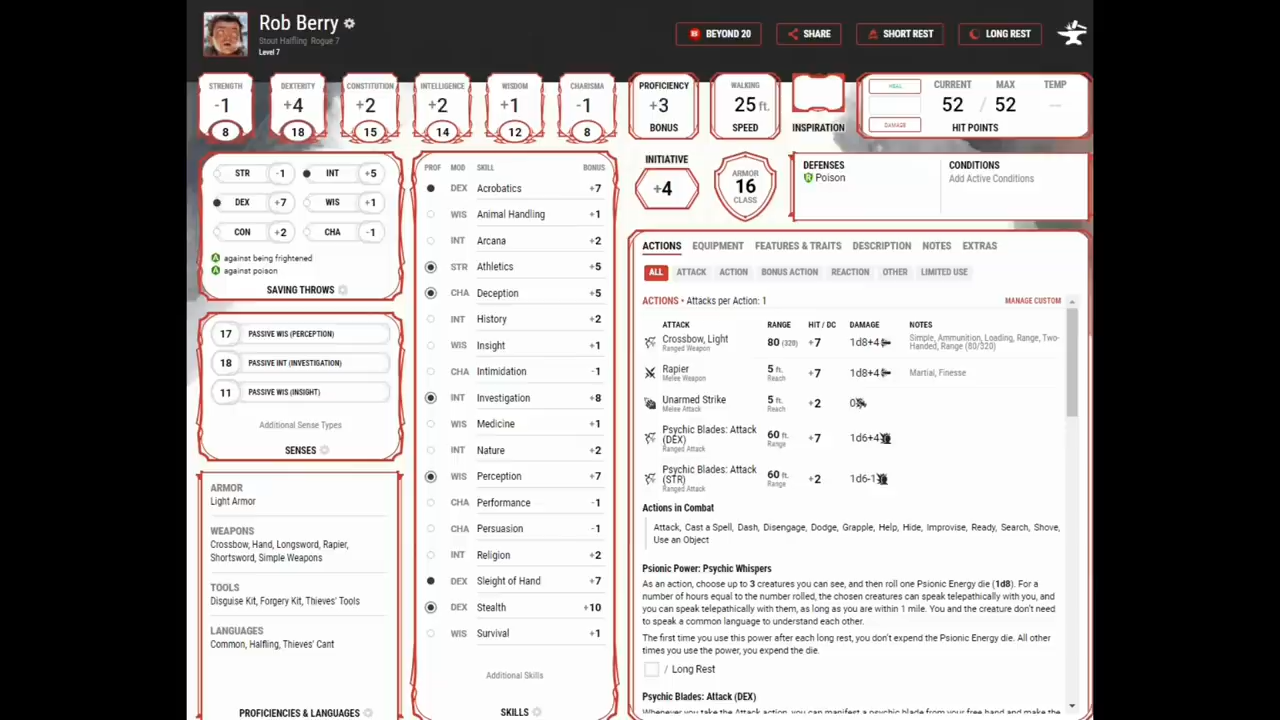 Rob Berry
Stout Halfling Rogue 7
Level 7
BEYOND 20
SHARE
SHORT REST
LONG REST
STRENGTH
-1
8
DEXTERITY
+4
18
CONSTITUTION
+2
15
INTELLIGENCE
+2
14
WISDOM
+1
12
CHARISMA
-1
8
PROFICIENCY
+3
BONUS
WALKING
25 ft.
SPEED
INSPIRATION
HEAL
DAMAGE
CURRENT MAX TEMP
52 / 52 --
HIT POINTS
STR -1
INT +5
DEX +7
WIS +1
CON +2
CHA -1
against being frightened
against poison
SAVING THROWS
17 PASSIVE WIS (PERCEPTION)
18 PASSIVE INT (INVESTIGATION)
11 PASSIVE WIS (INSIGHT)
Additional Sense Types
SENSES
ARMOR
Light Armor
WEAPONS
Crossbow, Hand, Longsword, Rapier,
Shortsword, Simple Weapons
TOOLS
Disguise Kit, Forgery Kit, Thieves' Tools
LANGUAGES
Common, Halfling, Thieves' Cant
PROFICIENCIES & LANGUAGES
PROF MOD SKILL BONUS
DEX Acrobatics +7
WIS Animal Handling +1
INT Arcana +2
STR Athletics +5
CHA Deception +5
INT History +2
WIS Insight +1
CHA Intimidation -1
INT Investigation +8
WIS Medicine +1
INT Nature +2
WIS Perception +7
CHA Performance -1
CHA Persuasion -1
INT Religion +2
DEX Sleight of Hand +7
DEX Stealth +10
WIS Survival +1
Additional Skills
SKILLS
INITIATIVE
+4
ARMOR
16
CLASS
DEFENSES
R Poison
CONDITIONS
Add Active Conditions
ACTIONS EQUIPMENT FEATURES & TRAITS DESCRIPTION NOTES EXTRAS
ALL ATTACK ACTION BONUS ACTION REACTION OTHER LIMITED USE
ACTIONS • Attacks per Action: 1
MANAGE CUSTOM
ATTACK RANGE HIT / DC DAMAGE NOTES
Crossbow, Light 80 (320) +7 1d8+4 Simple, Ammunition, Loading, Range, Two-
Ranged Weapon Handed, Range (80/320)
Rapier 5 ft. +7 1d8+4 Martial, Finesse
Melee Weapon Reach
Unarmed Strike 5 ft. +2 0
Melee Attack Reach
Psychic Blades: Attack 60 ft. +7 1d6+4
(DEX) Range
Ranged Attack
Psychic Blades: Attack 60 ft. +2 1d6-1
(STR) Range
Ranged Attack
Actions in Combat
Attack, Cast a Spell, Dash, Disengage, Dodge, Grapple, Help, Hide, Improvise, Ready, Search, Shove,
Use an Object
Psionic Power: Psychic Whispers
As an action, choose up to 3 creatures you can see, and then roll one Psionic Energy die (1d8). For a
number of hours equal to the number rolled, the chosen creatures can speak telepathically with you, and
you can speak telepathically with them, as long as you are within 1 mile. You and the creature don't need
to speak a common language to understand each other.
The first time you use this power after each long rest, you don't expend the Psionic Energy die. All other
times you use the power, you expend the die.
/ Long Rest
Psychic Blades: Attack (DEX)
Whenever you take the Attack action, you can manifest a psychic blade from your free hand and make the